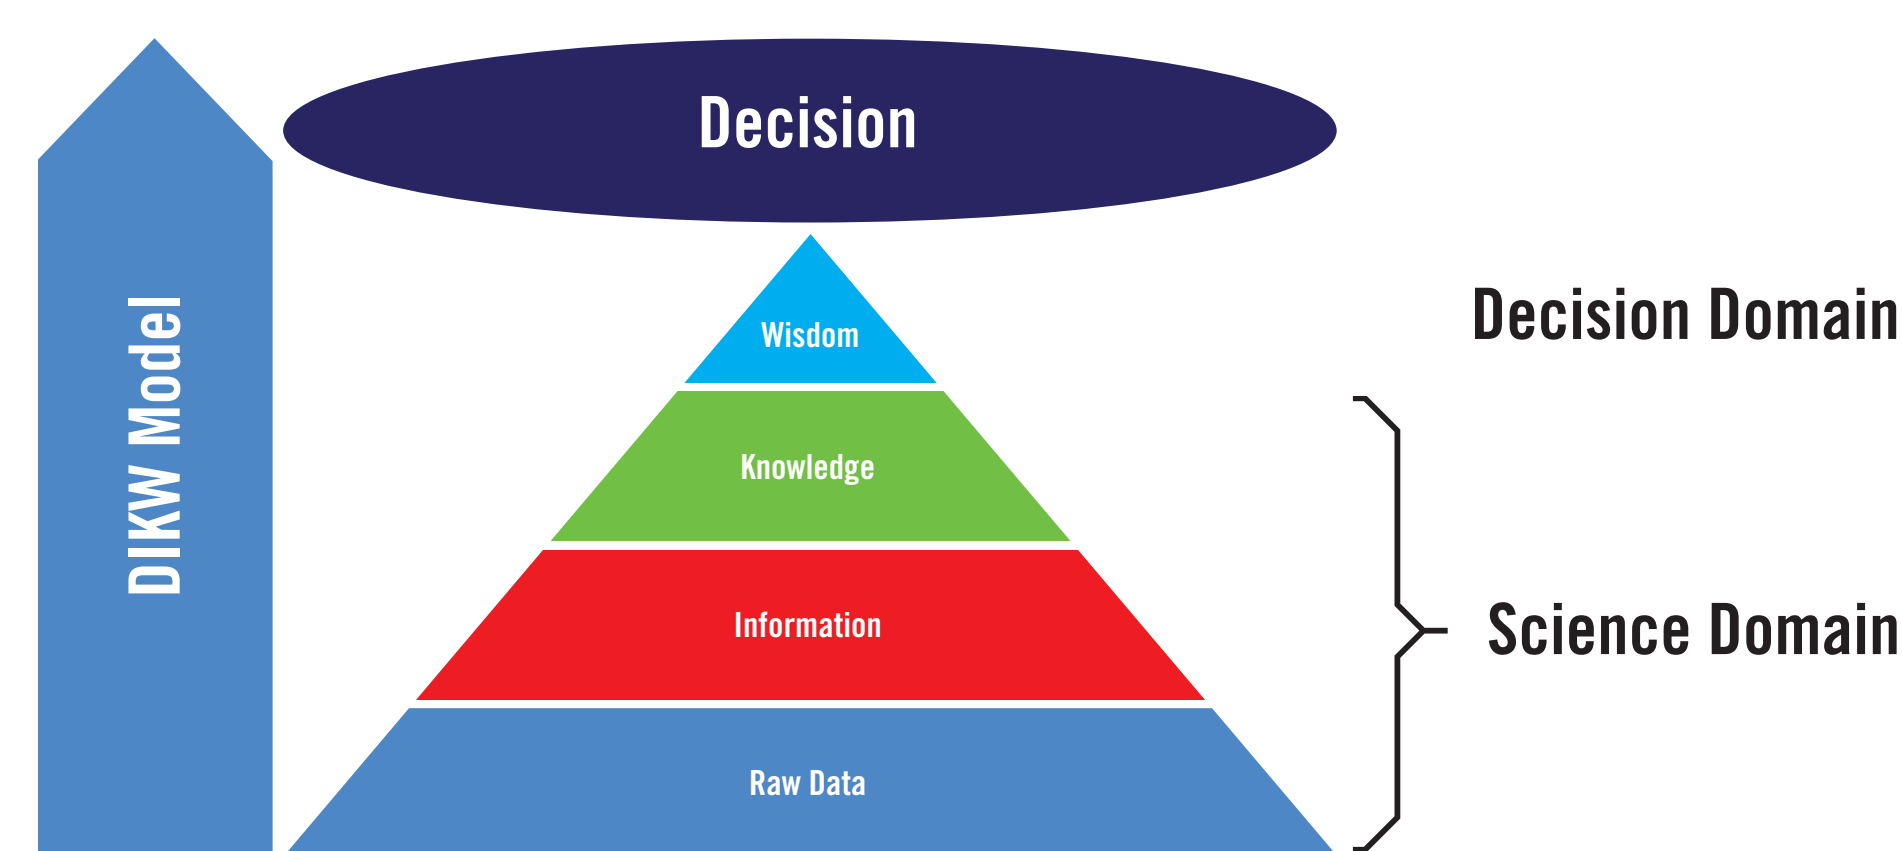 Decision
DIKW Model
Wisdom
Decision Domain
Knowledge
Information
Science Domain
Raw Data